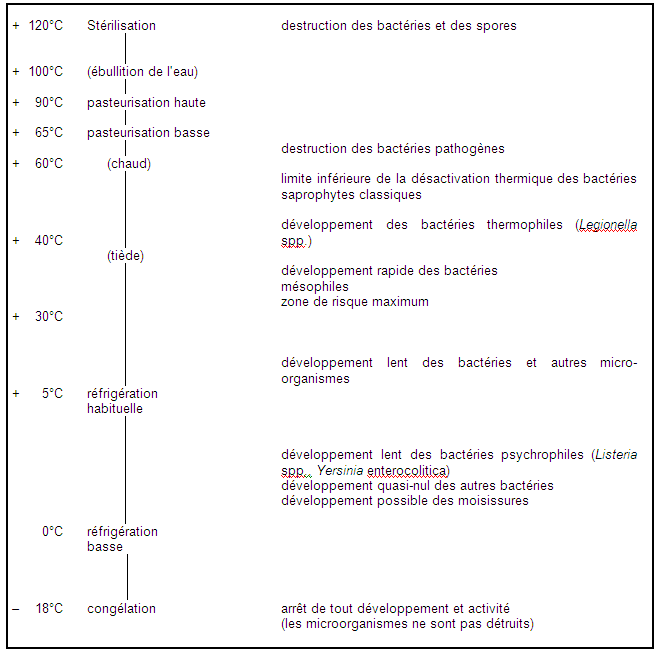 + 120°C Stérilisation destruction des bactéries et des spores
+ 100°C (ébullition de l'eau)
+ 90°C pasteurisation haute
+ 65°C pasteurisation basse
destruction des bactéries pathogènes
+ 60°C (chaud)
limite inférieure de la désactivation thermique des bactéries
saprophytes classiques
développement des bactéries thermophiles (Legionella
+ 40°C spp.)
(tiède)
développement rapide des bactéries
mésophiles
zone de risque maximum
+ 30°C
développement lent des bactéries et autres micro-
organismes
+ 5°C réfrigération
habituelle
développement lent des bactéries psychrophiles (Listeria
spp., Yersinia enterocolitica)
développement quasi-nul des autres bactéries
développement possible des moisissures
0°C réfrigération
basse
– 18°C congélation arrêt de tout développement et activité
(les microorganismes ne sont pas détruits)